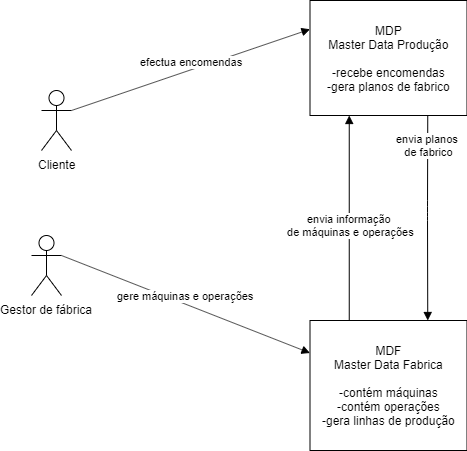 MDP
Master Data Produção
-recebe encomendas
-gera planos de fabrico
efectua encomendas
Cliente
envia planos
de fabrico
envia informação
de máquinas e operações
Gestor de fábrica
gere máquinas e operações
MDF
Master Data Fabrica
-contém máquinas
-contém operações
-gera linhas de produção